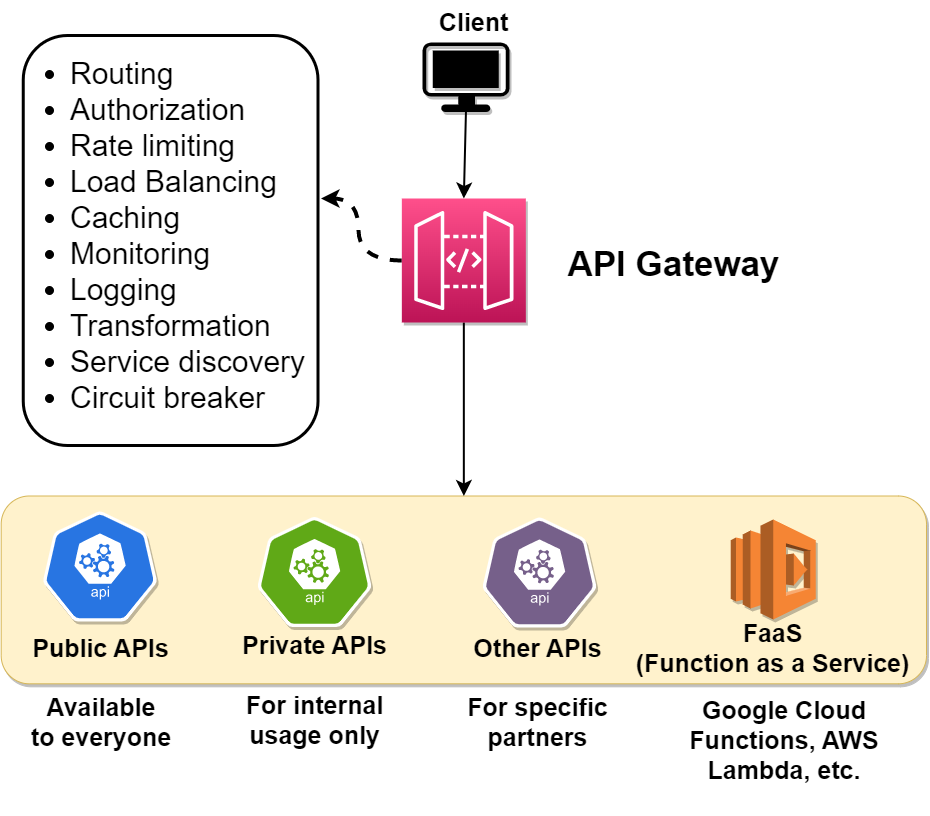 Client
• Routing
• Authorization
• Rate limiting
• Load Balancing
• Caching
• Monitoring
• Logging
• Transformation
• Service discovery
• Circuit breaker
</>
API Gateway
api
Public APIs
Available
to everyone
api
Private APIs
For internal
usage only
api
Other APIs
For specific
partners
FaaS
(Function as a Service)
Google Cloud
Functions, AWS
Lambda, etc.